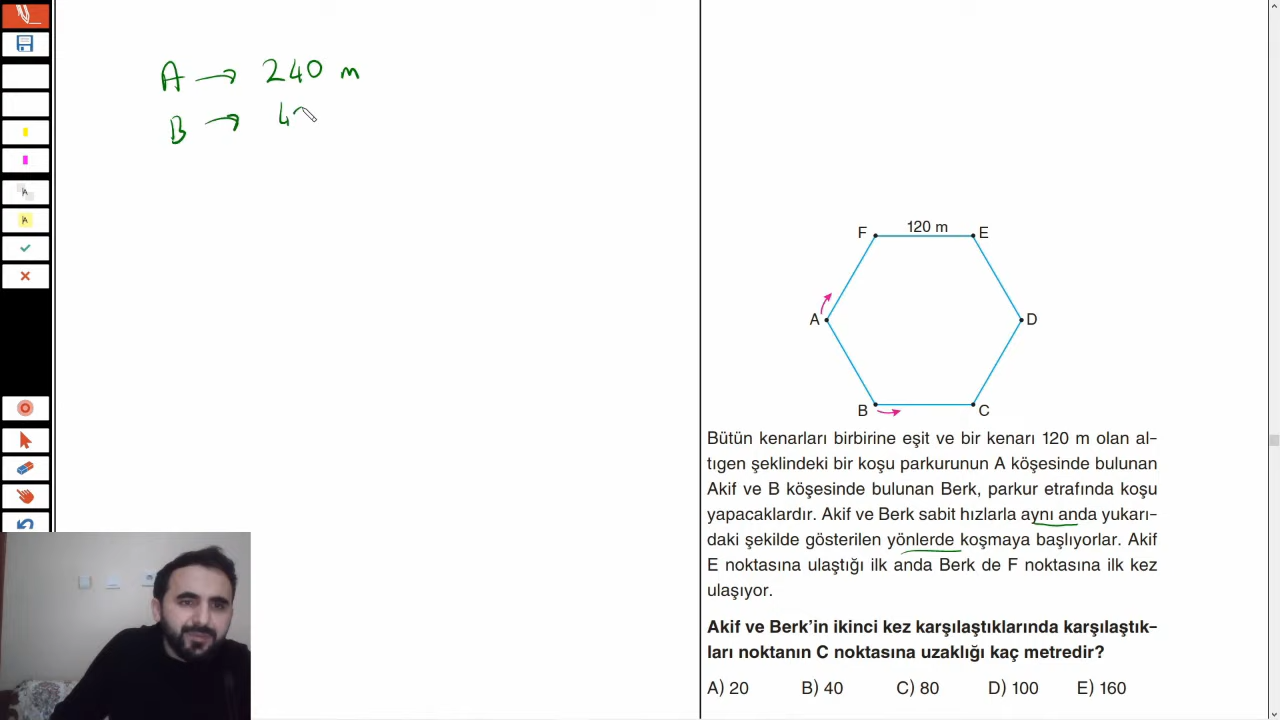 A → 240 m
B → 4
120 m
F
E
A
D
B
C
Bütün kenarları birbirine eşit ve bir kenarı 120 m olan al-
tıgen şeklindeki bir koşu parkurunun A köşesinde bulunan
Akif ve B köşesinde bulunan Berk, parkur etrafında koşu
yapacaklardır. Akif ve Berk sabit hızlarla aynı anda yukarı-
daki şekilde gösterilen yönlerde koşmaya başlıyorlar. Akif
E noktasına ulaştığı ilk anda Berk de F noktasına ilk kez
ulaşıyor.
Akif ve Berk'in ikinci kez karşılaştıklarında karşılaştık-
ları noktanın C noktasına uzaklığı kaç metredir?
A) 20 B) 40 C) 80 D) 100 E) 160